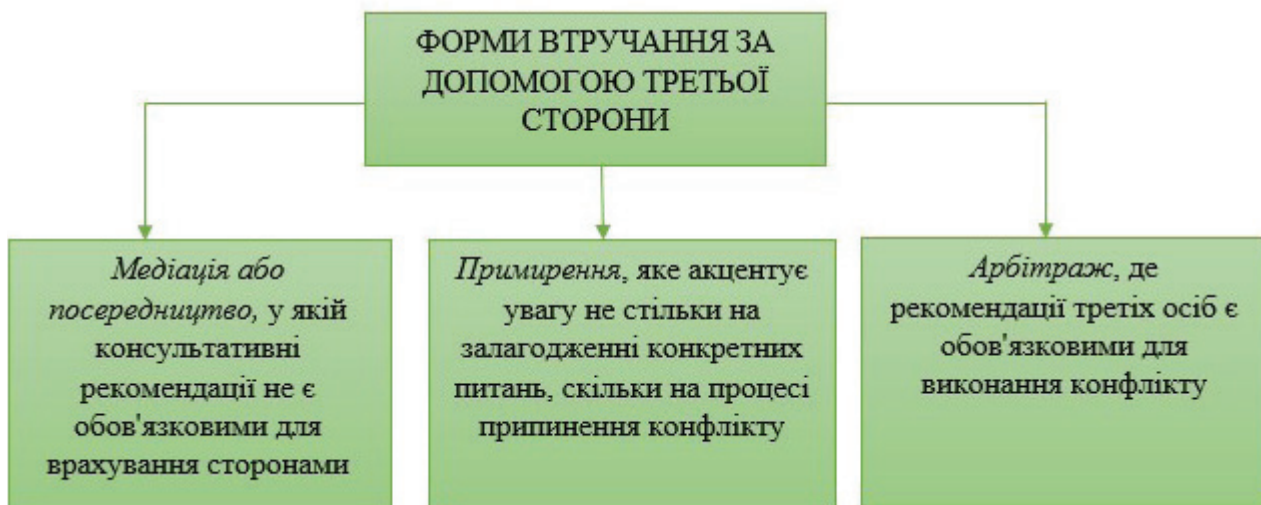 ФОРМИ ВТРУЧАННЯ ЗА
ДОПОМОГОЮ ТРЕТЬОЇ
СТОРОНИ
Медіація або
посередництво, у якій
консультативні
рекомендації не є
обов'язковими для
врахування сторонами
Примирення, яке акцентує
увагу не стільки на
залагодженні конкретних
питань, скільки на процесі
припинення конфлікту
Арбітраж, де
рекомендації третіх осіб є
обов'язковими для
виконання конфлікту